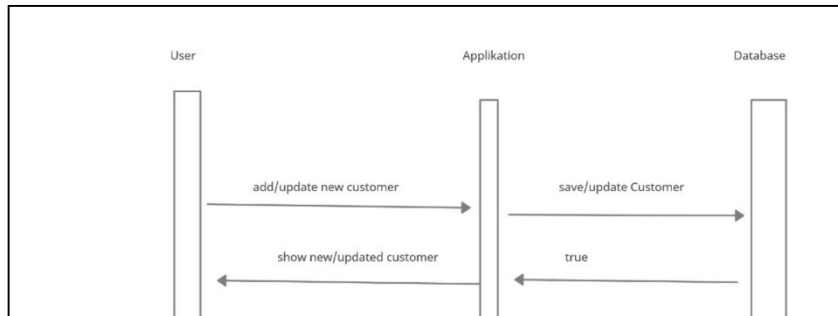 User
Applikation
Database
add/update new customer
save/update Customer
show new/updated customer
true